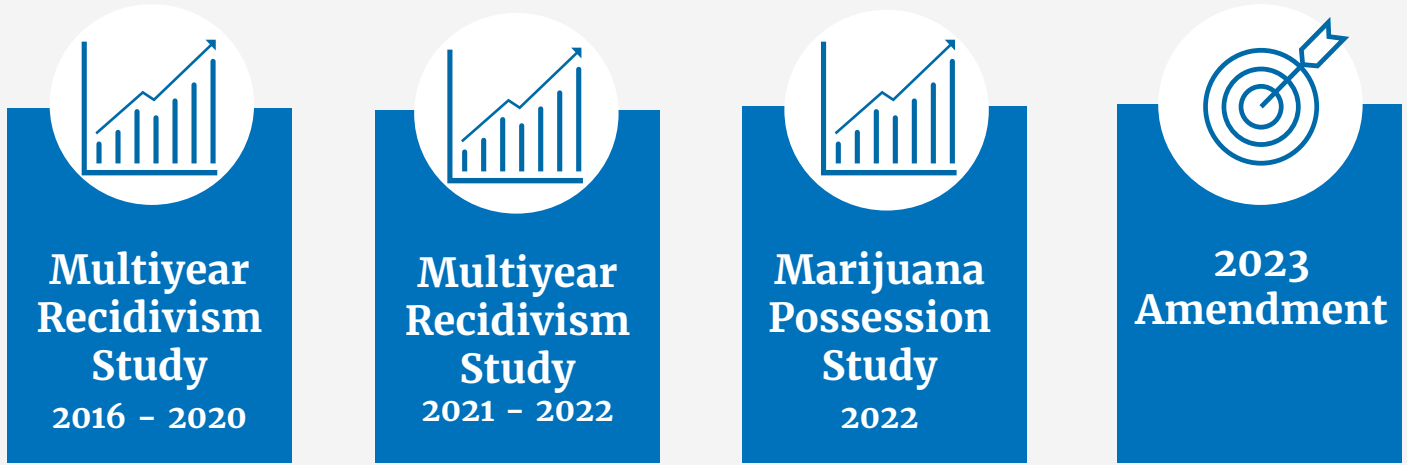 Multiyear
Recidivism
Study
2016 - 2020
Multiyear
Recidivism
Study
2021 - 2022
Marijuana
Possession
Study
2022
2023
Amendment